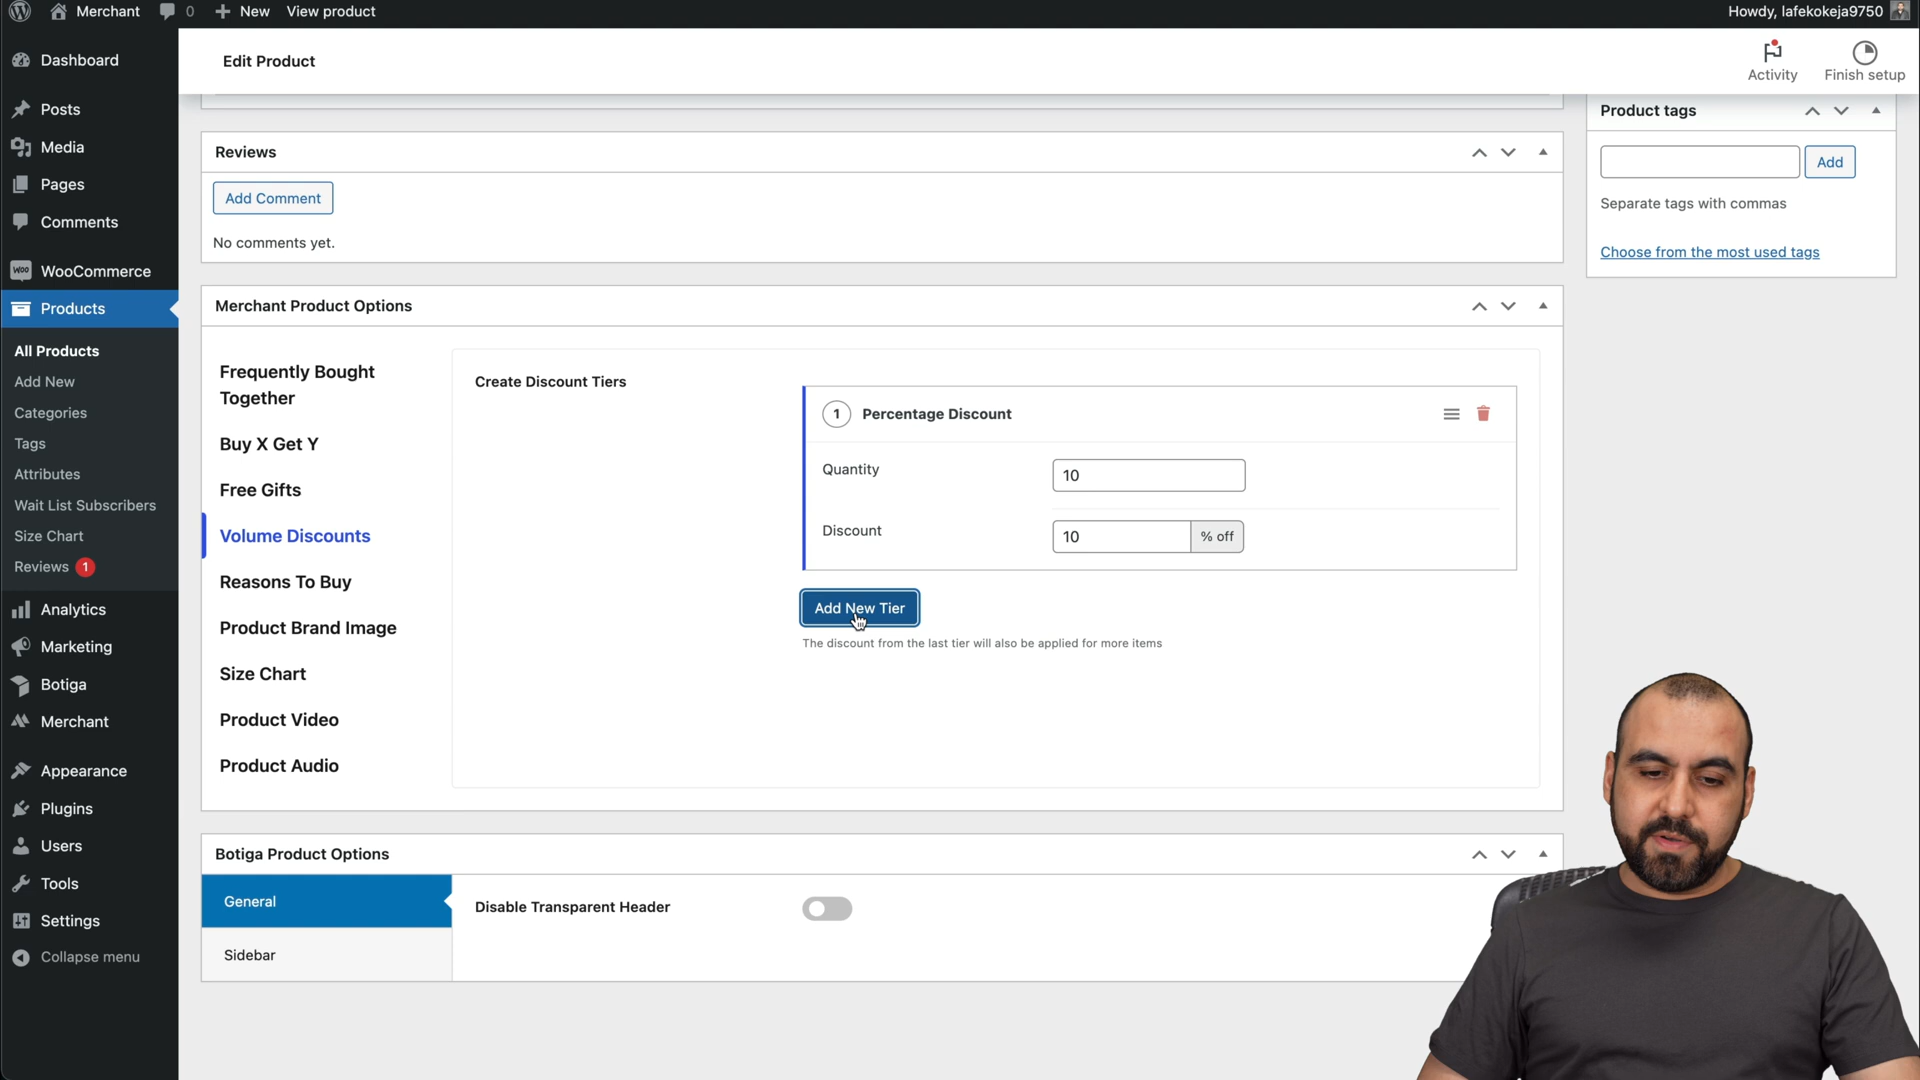 Merchant
0
New
View product
Howdy, lafekokeja9750
Edit Product
Activity
Finish setup
Dashboard
Posts
Media
Pages
Comments
WooCommerce
Products
All Products
Add New
Categories
Tags
Attributes
Wait List Subscribers
Size Chart
Reviews 1
Analytics
Marketing
Botiga
Merchant
Appearance
Plugins
Users
Tools
Settings
Collapse menu
Reviews
Add Comment
No comments yet.
Merchant Product Options
Frequently Bought
Together
Buy X Get Y
Free Gifts
Volume Discounts
Reasons To Buy
Product Brand Image
Size Chart
Product Video
Product Audio
Create Discount Tiers
1 Percentage Discount
Quantity
10
Discount
10
% off
Add New Tier
The discount from the last tier will also be applied for more items
Botiga Product Options
General
Sidebar
Disable Transparent Header
Product tags
Add
Separate tags with commas
Choose from the most used tags